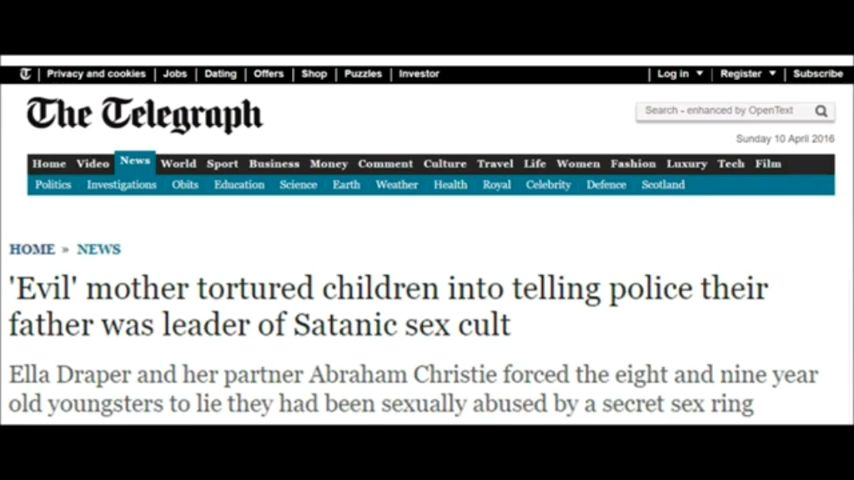 Privacy and cookies | Jobs | Dating | Offers | Shop | Puzzles | Investor | Log in | Register | Subscribe
The Telegraph
Search - enhanced by OpenText
Sunday 10 April 2016
Home Video News World Sport Business Money Comment Culture Travel Life Women Fashion Luxury Tech Film
Politics Investigations Obits Education Science Earth Weather Health Royal Celebrity Defence Scotland
HOME » NEWS
'Evil' mother tortured children into telling police their
father was leader of Satanic sex cult
Ella Draper and her partner Abraham Christie forced the eight and nine year
old youngsters to lie they had been sexually abused by a secret sex ring